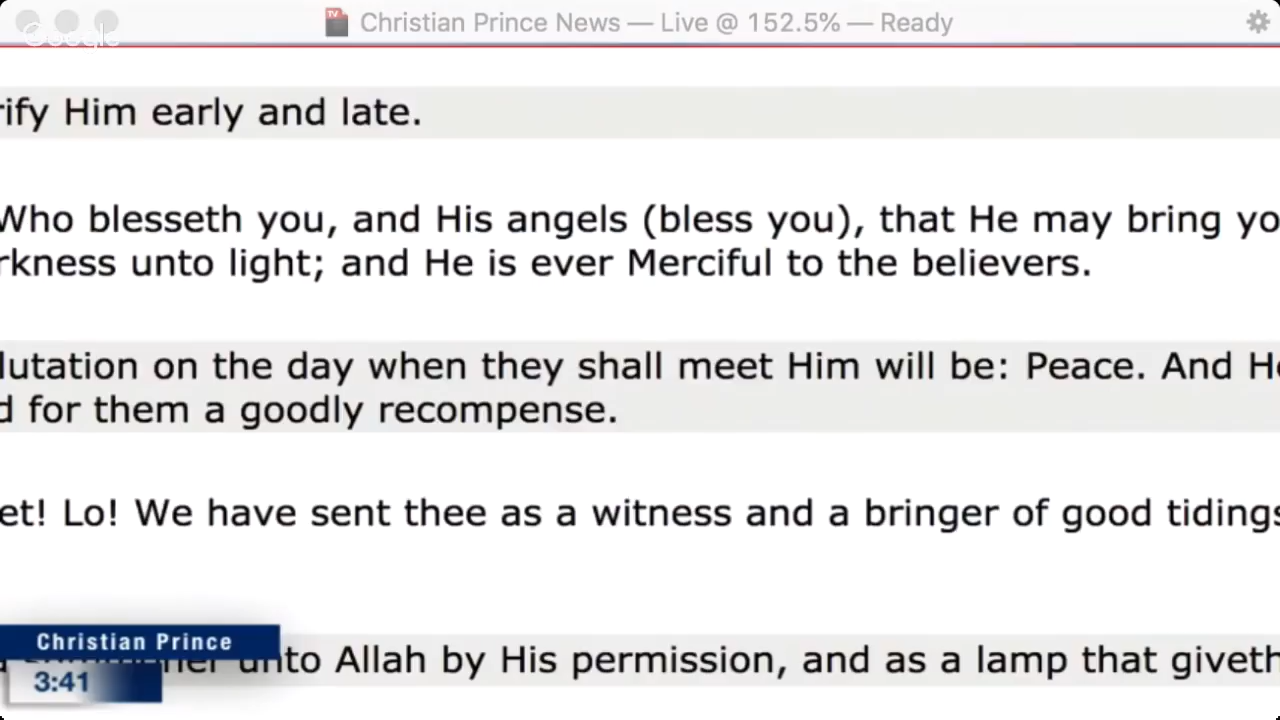 Christian Prince News — Live @ 152.5% — Ready
Google
rify Him early and late.
Who blesseth you, and His angels (bless you), that He may bring yo
rkness unto light; and He is ever Merciful to the believers.
lutation on the day when they shall meet Him will be: Peace. And He
d for them a goodly recompense.
et! Lo! We have sent thee as a witness and a bringer of good tidings
unto Allah by His permission, and as a lamp that giveth
Christian Prince
3:41